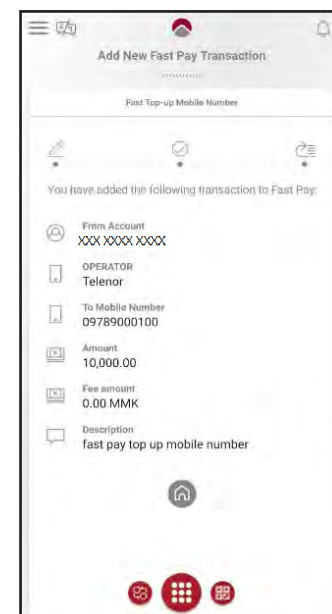 Add New Fast Pay Transaction
Fast Top-up Mobile Number
You have added the following transaction to Fast Pay:
From Account
XXX XXXX XXXX
OPERATOR
Telenor
To Mobile Number
09789000100
Amount
10,000.00
Fee amount
0.00 MMK
Description
fast pay top up mobile number